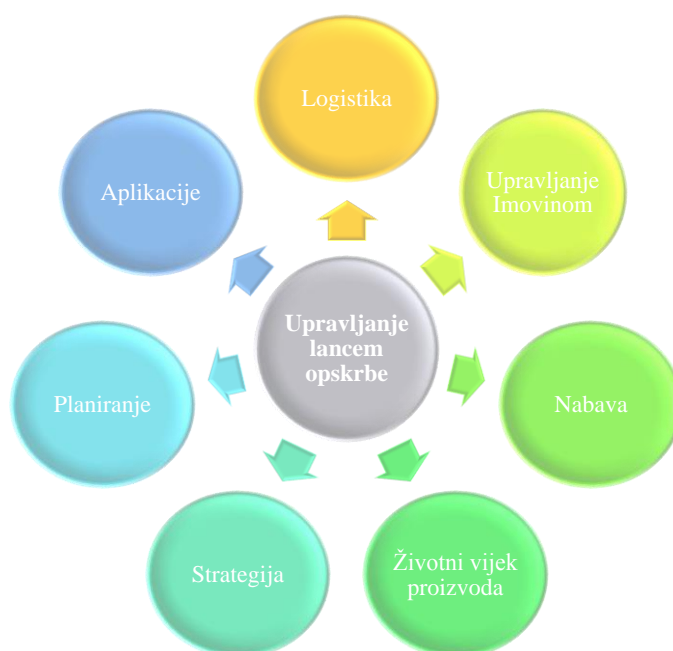 Logistika
Upravljanje
Imovinom
Nabava
Životni vijek
proizvoda
Strategija
Planiranje
Aplikacije
Upravljanje
lancem
opskrbe